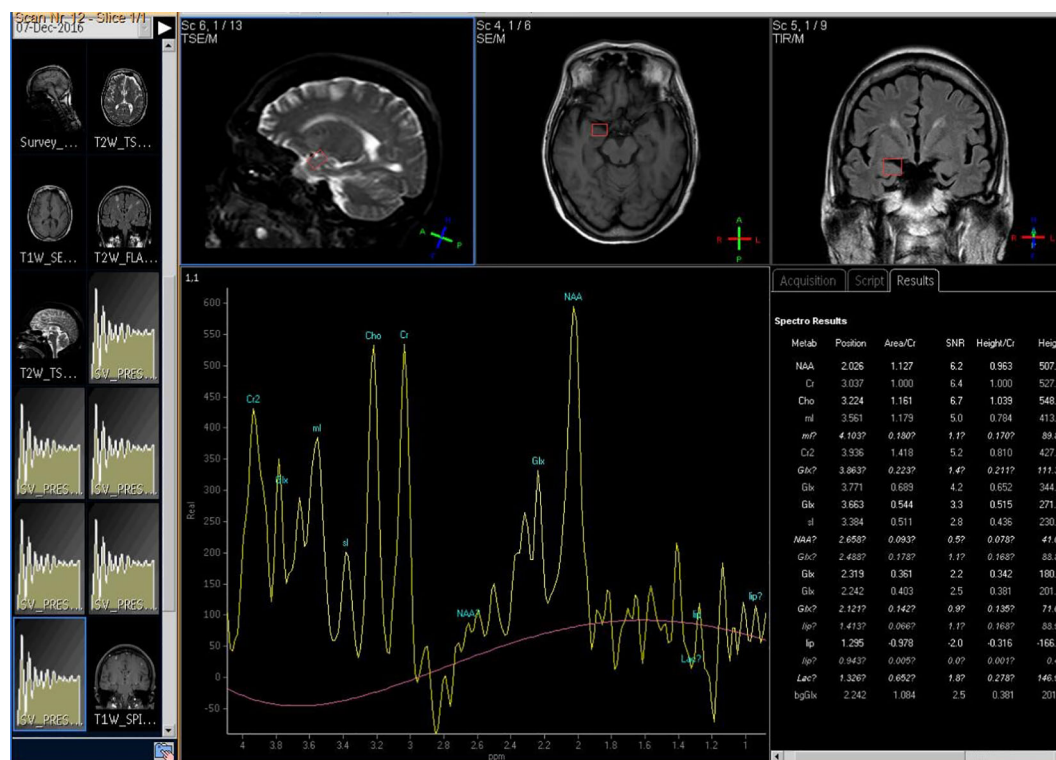 Scan Nr 12 - Slice 1/1
07-Dec-2016
Survey_...
T2W_TS...
T1W_SE...
T2W_FLA...
T2W_TS...
SV_PRES...
SV_PRES...
SV_PRES...
SV_PRES...
SV_PRES...
SV_PRES...
T1W_SPI...
Sc 6, 1 / 13
TSE/M
H
A
P
Sc 4, 1 / 6
SE/M
A
R
L
P
Sc 5, 1 / 9
TIR/M
H
R
L
1,1
Real
600
550
500
450
400
350
300
250
200
150
100
50
0
-50
Cr2
Glx
mI
sI
Cho
Cr
NAA?
Glx
NAA
Lac?
lip
lip?
4
3.8
3.6
3.4
3.2
3
2.8
2.6
2.4
2.2
2
1.8
1.6
1.4
1.2
1
ppm
Acquisition Script Results
Spectro Results
Metab Position Area/Cr SNR Height/Cr Heig
NAA 2.026 1.127 6.2 0.963 507.
Cr 3.037 1.000 6.4 1.000 527.
Cho 3.224 1.161 6.7 1.039 548.
mI 3.561 1.179 5.0 0.784 413.
mI? 4.103? 0.180? 1.1? 0.170? 89.
Cr2 3.936 1.418 5.2 0.810 427.
Glx? 3.863? 0.223? 1.4? 0.211? 111.
Glx 3.771 0.689 4.2 0.652 344.
Glx 3.663 0.544 3.3 0.515 271.
sI 3.384 0.511 2.8 0.436 230.
NAA? 2.658? 0.093? 0.5? 0.078? 41.
Glx? 2.488? 0.178? 1.1? 0.168? 88.
Glx 2.319 0.361 2.2 0.342 180.
Glx 2.242 0.403 2.5 0.381 201.
Glx? 2.121? 0.142? 0.9? 0.135? 71.
lip? 1.413? 0.066? 1.1? 0.168? 88.
lip 1.295 -0.978 -2.0 -0.316 -166.
lip? 0.943? 0.005? 0.0? 0.001? 0.
Lac? 1.326? 0.652? 1.8? 0.278? 146.
bgGlx 2.242 1.084 2.5 0.381 201